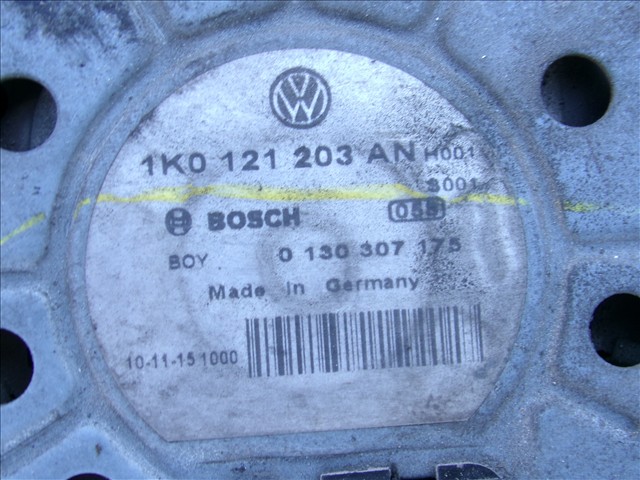 1K0 121 203 AN H001
S001
BOSCH
BOY 0 130 307 175
Made In Germany
10-11-15 1000